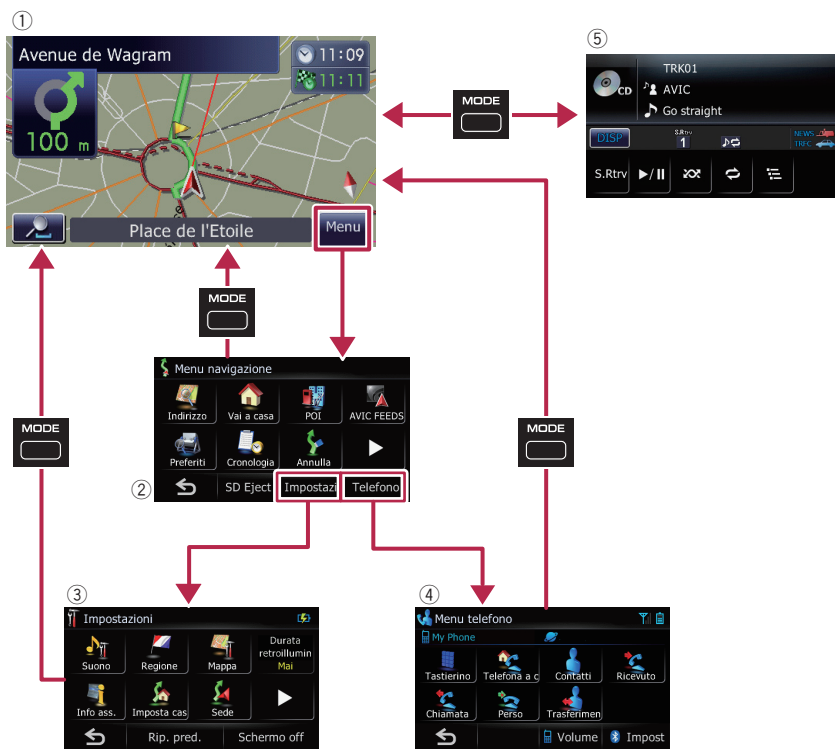 ①
Avenue de Wagram
11:09
11:11
100 m
Place de l'Etoile
Menu
MODE
⑤
TRK01
CD
AVIC
Go straight
DISP
S.Rtrv
1
NEWS
TRFC
S.Rtrv
MODE
Menu navigazione
Indirizzo
Vai a casa
POI
AVIC FEEDS
Preferiti
Cronologia
Annulla
②
SD Eject
Impostazi
Telefono
MODE
MODE
③
Impostazioni
Suono
Regione
Mappa
Durata
retroillumin
Mai
Info ass.
Imposta cas
Sede
Rip. pred.
Schermo off
④
Menu telefono
My Phone
Tastierino
Telefona a c
Contatti
Ricevuto
Chiamata
Perso
Trasferimen
Volume
Impost